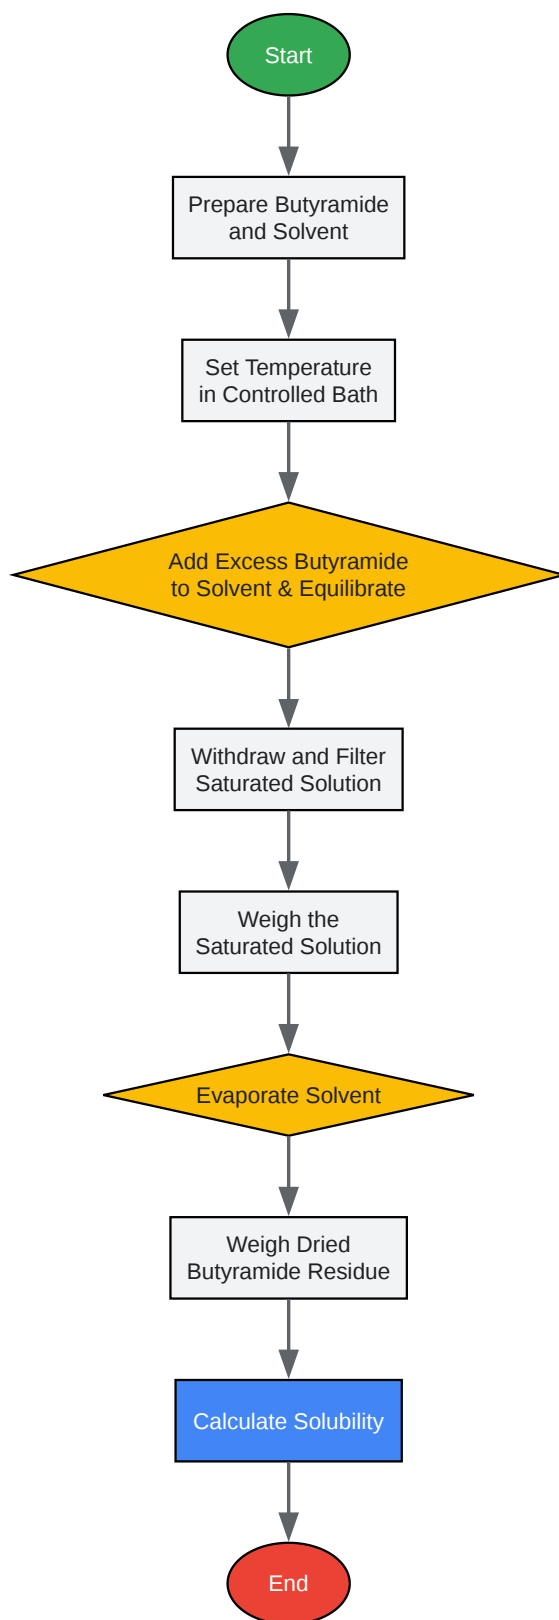 Start
Prepare Butyramide
and Solvent
Set Temperature
in Controlled Bath
Add Excess Butyramide
to Solvent & Equilibrate
Withdraw and Filter
Saturated Solution
Weigh the
Saturated Solution
Evaporate Solvent
Weigh Dried
Butyramide Residue
Calculate Solubility
End